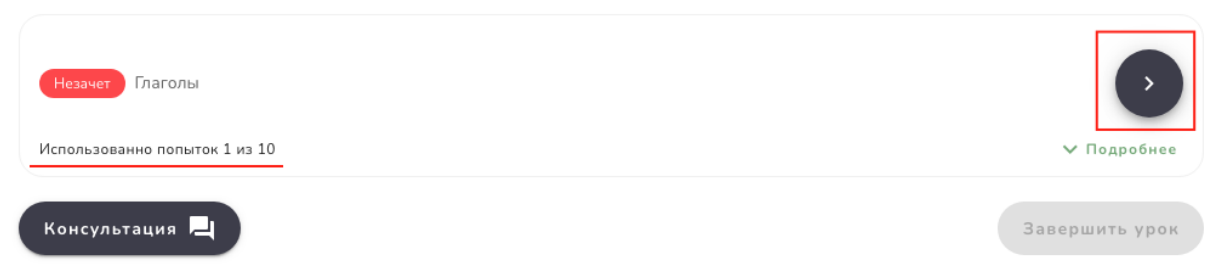 Незачет Глаголы
Использованно попыток 1 из 10
Подробнее
Консультация
Завершить урок